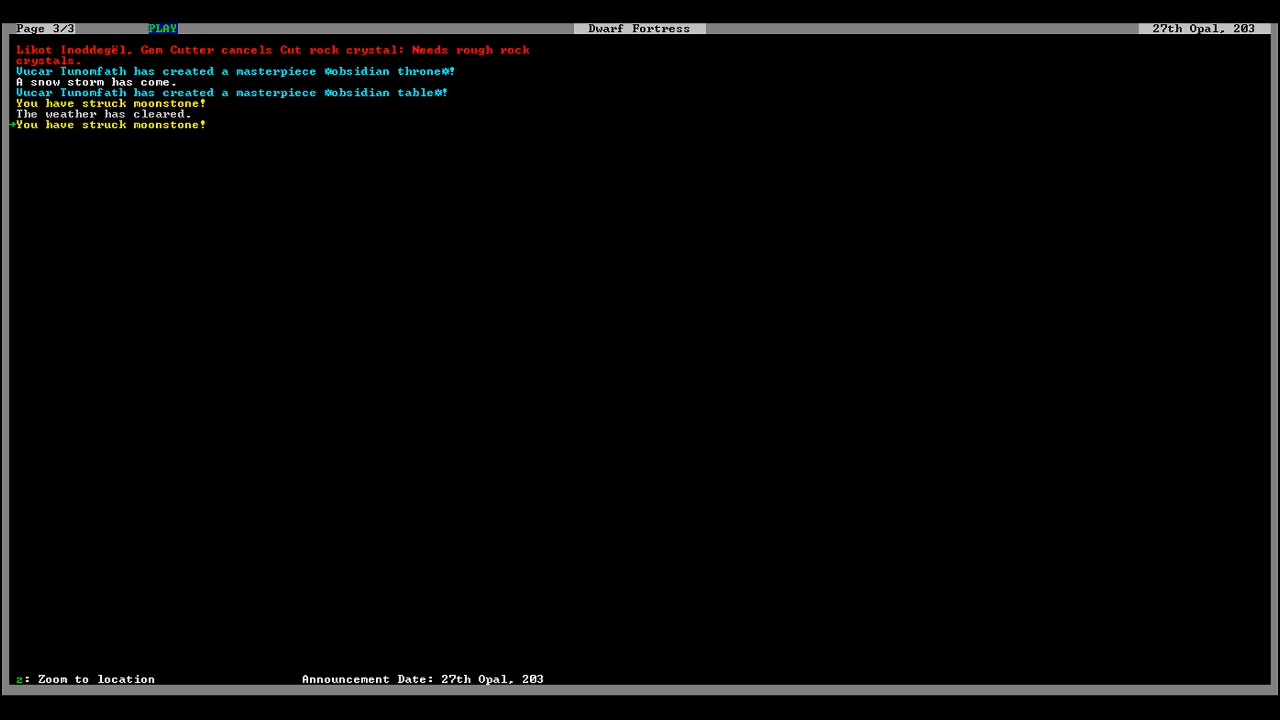 Page 3/3 PLAY Dwarf Fortress 27th Opal, 203
Likot Inoddegël, Gem Cutter cancels Cut rock crystal: Needs rough rock
crystals.
Vucar Tunomfath has created a masterpiece ☼obsidian throne☼!
A snow storm has come.
Vucar Tunomfath has created a masterpiece ☼obsidian table☼!
You have struck moonstone!
The weather has cleared.
→You have struck moonstone!
z: Zoom to location Announcement Date: 27th Opal, 203